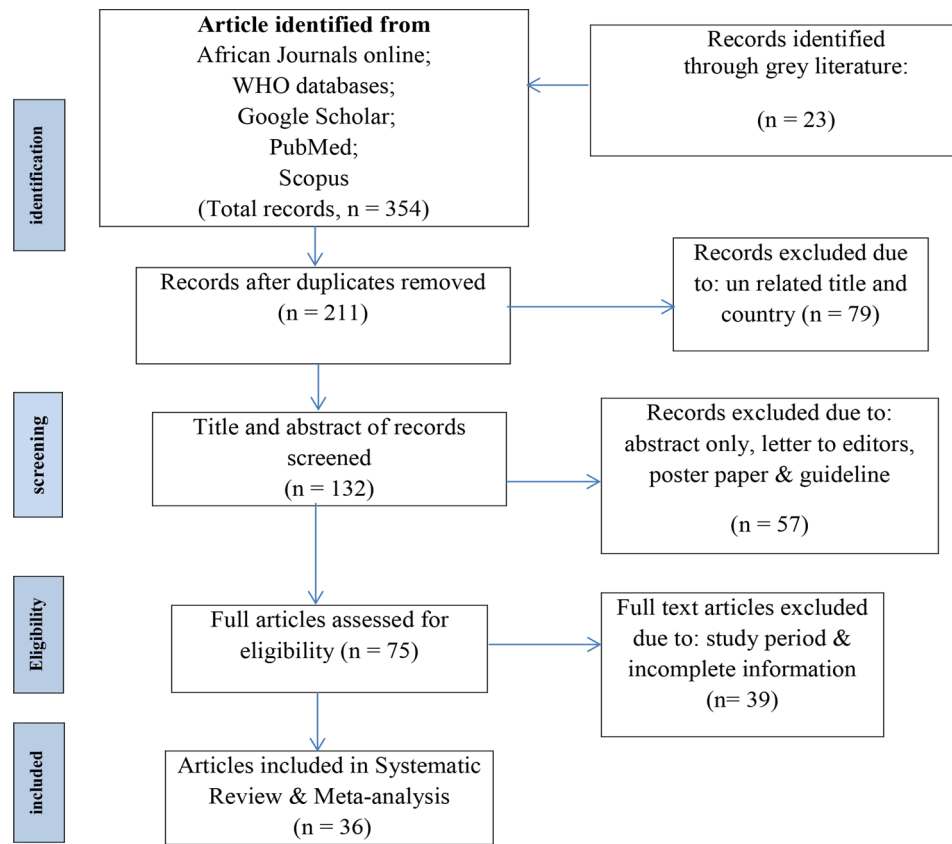 Article identified from
African Journals online;
WHO databases;
Google Scholar;
PubMed;
Scopus
(Total records, n = 354)
Records identified
through grey literature:
(n = 23)
identification
Records after duplicates removed
(n = 211)
Records excluded due
to: un related title and
country (n = 79)
screening
Title and abstract of records
screened
(n = 132)
Records excluded due to:
abstract only, letter to editors,
poster paper & guideline
(n = 57)
Eligibility
Full articles assessed for
eligibility (n = 75)
Full text articles excluded
due to: study period &
incomplete information
(n= 39)
included
Articles included in Systematic
Review & Meta-analysis
(n = 36)